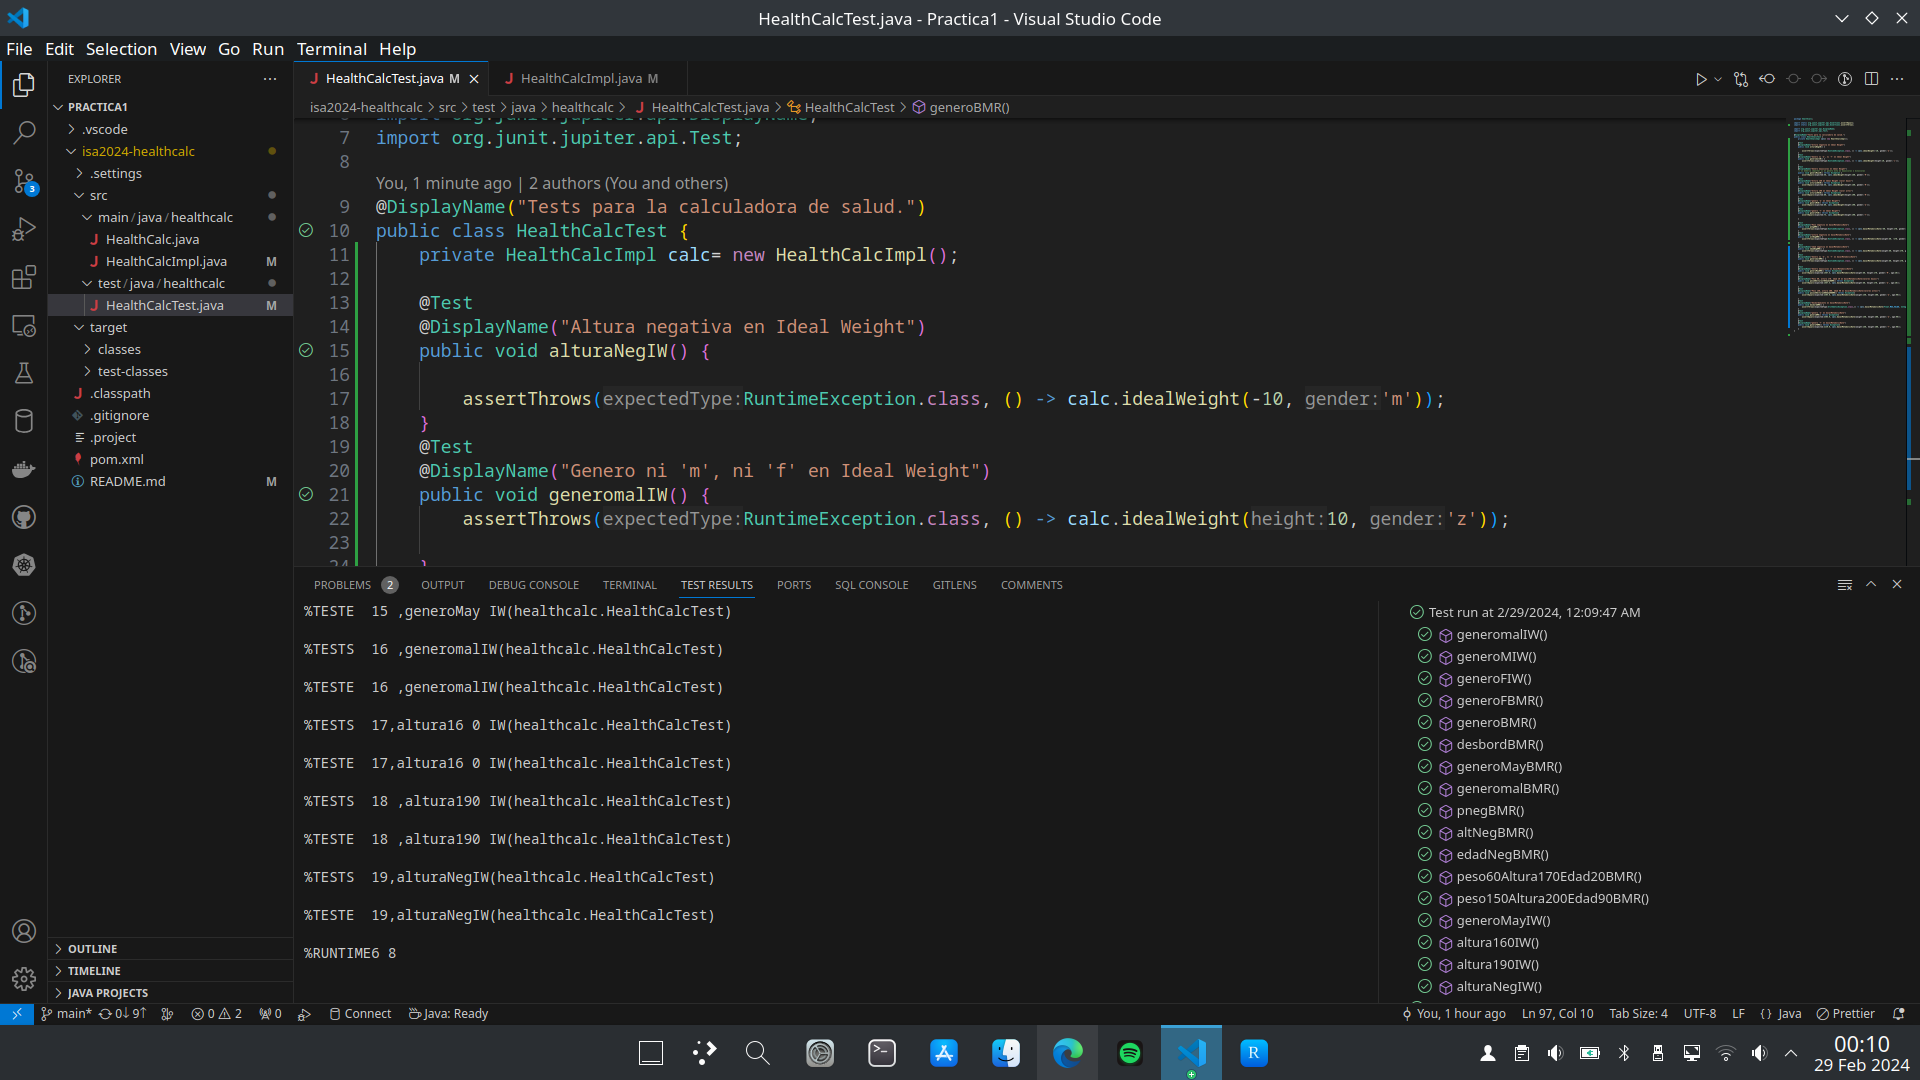 HealthCalcTest.java - Practica1 - Visual Studio Code
File Edit Selection View Go Run Terminal Help
EXPLORER
HealthCalcTest.java M
HealthCalcImpl.java M
PRACTICA1
isa2024-healthcalc > src > test > java > healthcalc > HealthCalcTest.java > HealthCalcTest > generoBMR()
.vscode
isa2024-healthcalc
.settings
src
main/java/healthcalc
HealthCalc.java
HealthCalcImpl.java M
test/java/healthcalc
HealthCalcTest.java M
target
classes
test-classes
.classpath
.gitignore
.project
pom.xml
README.md M
3
6 import org.junit.jupiter.api.DisplayName;
7 import org.junit.jupiter.api.Test;
8
You, 1 minute ago | 2 authors (You and others)
9 @DisplayName("Tests para la calculadora de salud.")
10 public class HealthCalcTest {
11 private HealthCalcImpl calc= new HealthCalcImpl();
12
13 @Test
14 @DisplayName("Altura negativa en Ideal Weight")
15 public void alturaNegIW() {
16
17 assertThrows(expectedType:RuntimeException.class, () -> calc.idealWeight(-10, gender:'m'));
18 }
19 @Test
20 @DisplayName("Genero ni 'm', ni 'f' en Ideal Weight")
21 public void generomalIW() {
22 assertThrows(expectedType:RuntimeException.class, () -> calc.idealWeight(height:10, gender:'z'));
23
24 }
PROBLEMS 2 OUTPUT DEBUG CONSOLE TERMINAL TEST RESULTS PORTS SQL CONSOLE GITLENS COMMENTS
%TESTE 15 ,generoMay IW(healthcalc.HealthCalcTest)
%TESTS 16 ,generomalIW(healthcalc.HealthCalcTest)
%TESTE 16 ,generomalIW(healthcalc.HealthCalcTest)
%TESTS 17,altura16 0 IW(healthcalc.HealthCalcTest)
%TESTE 17,altura16 0 IW(healthcalc.HealthCalcTest)
%TESTS 18 ,altura190 IW(healthcalc.HealthCalcTest)
%TESTE 18 ,altura190 IW(healthcalc.HealthCalcTest)
%TESTS 19,alturaNegIW(healthcalc.HealthCalcTest)
%TESTE 19,alturaNegIW(healthcalc.HealthCalcTest)
%RUNTIME6 8
Test run at 2/29/2024, 12:09:47 AM
generomalIW()
generoMIW()
generoFIW()
generoFBMR()
generoBMR()
desbordBMR()
generoMayBMR()
generomalBMR()
pnegBMR()
altNegBMR()
edadNegBMR()
peso60Altura170Edad20BMR()
peso150Altura200Edad90BMR()
generoMayIW()
altura160IW()
altura190IW()
alturaNegIW()
OUTLINE
TIMELINE
JAVA PROJECTS
main* 0↓ 9↑ 0 2 0 Connect Java: Ready
You, 1 hour ago Ln 97, Col 10 Tab Size: 4 UTF-8 LF {} Java Prettier
R
00:10
29 Feb 2024